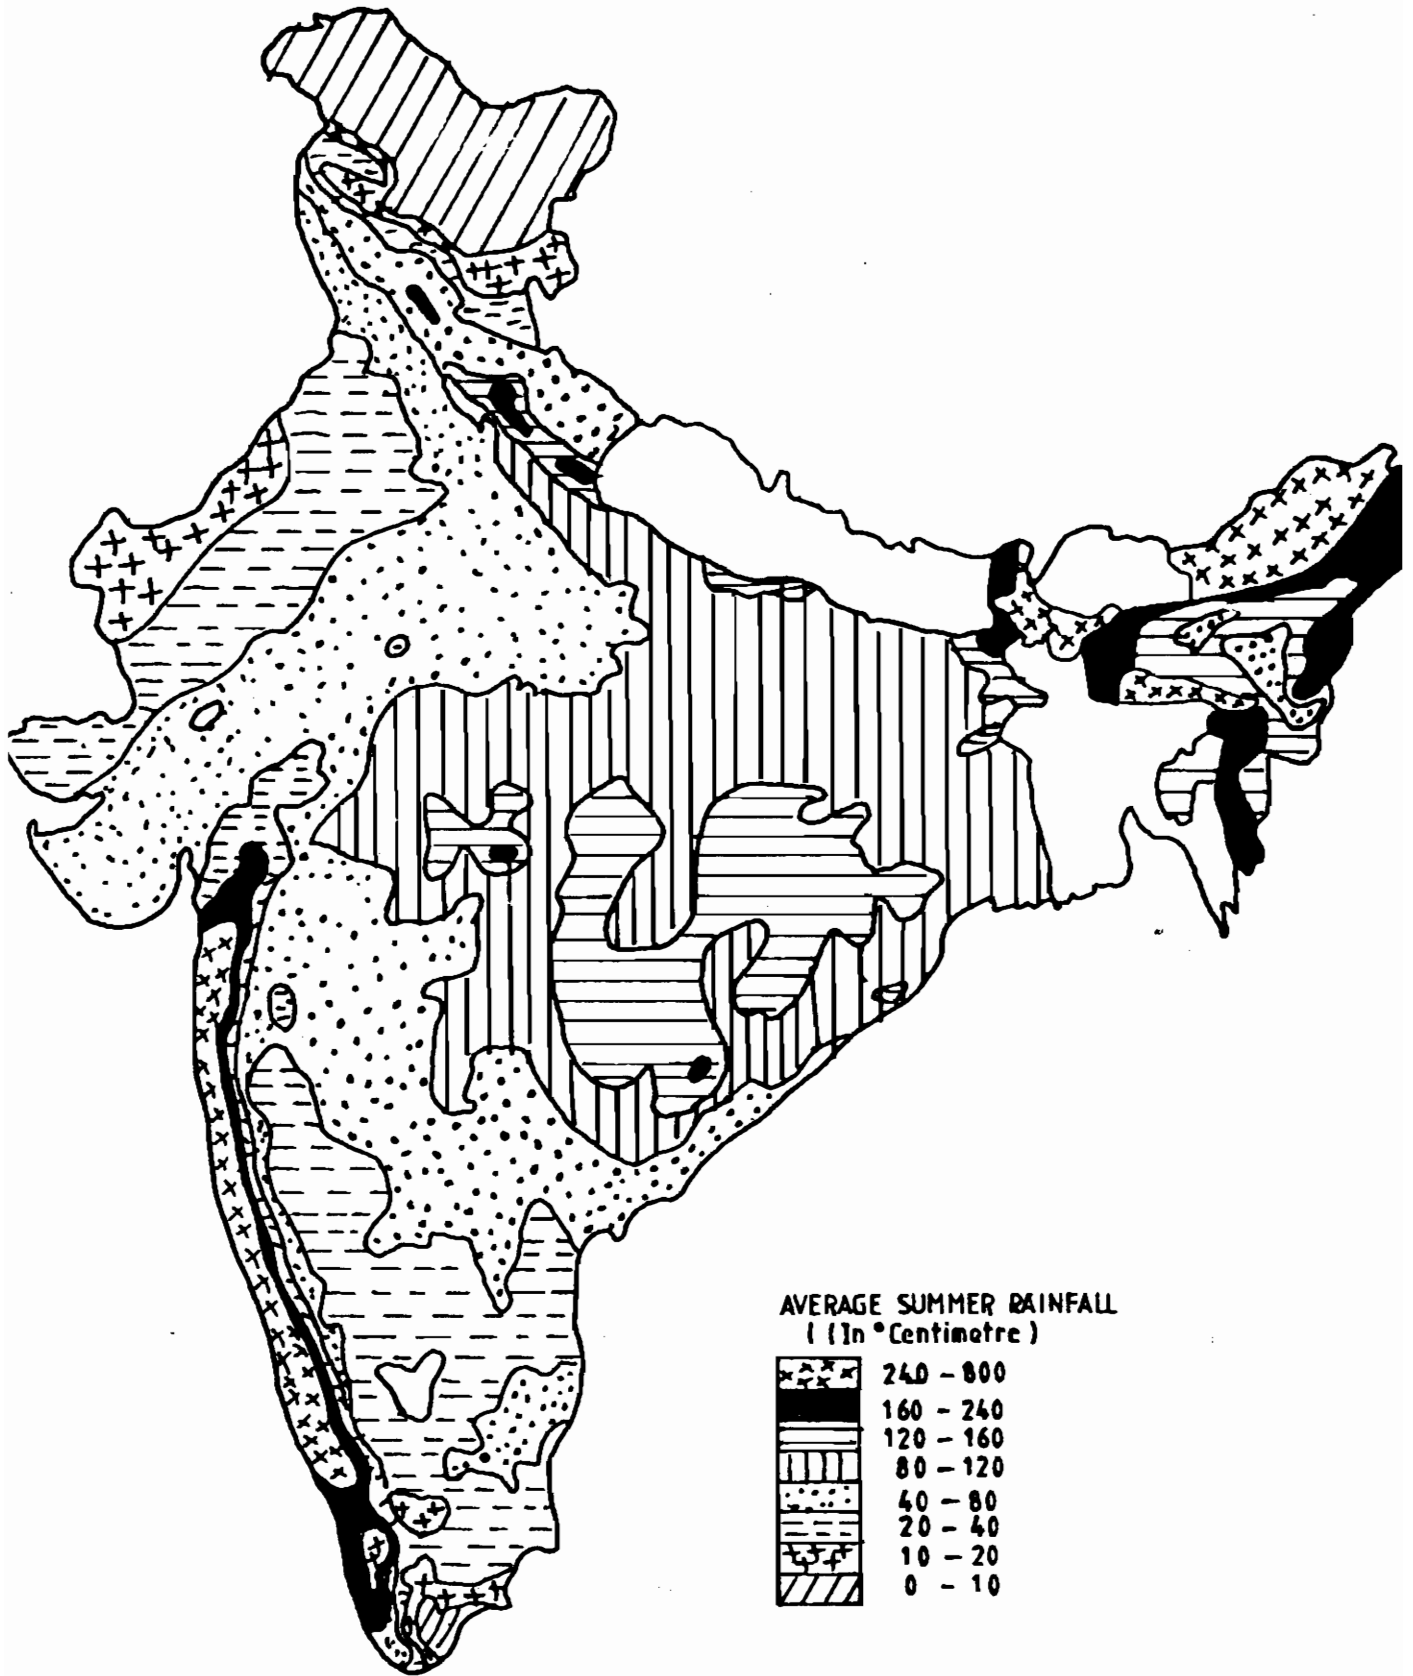 AVERAGE SUMMER RAINFALL
( (In °Centimetre )
240 – 800
160 – 240
120 – 160
80 – 120
40 – 80
20 – 40
10 – 20
0 – 10